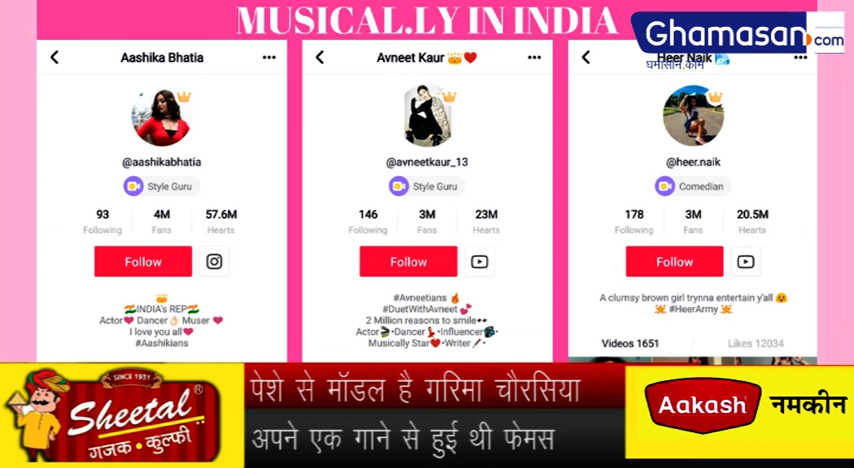 MUSICAL.LY IN INDIA
Ghamasan.com
घमासान.कॉम
Aashika Bhatia
@aashikabhatia
Style Guru
93 4M 57.6M
Following Fans Hearts
Follow
👑
🇮🇳INDIA's REP🇮🇳
Actor❤ Dancer👌 Muser ❤
I love you all❤
#Aashikians
Avneet Kaur 👑❤
@avneetkaur_13
Style Guru
146 3M 23M
Following Fans Hearts
Follow
#Avneetians 🔥
#DuetWithAvneet 💕
2 Million reasons to smile👀
Actor🎬•Dancer💃•Influencer📽•
Musically Star❤•Writer🖊•
Heer Naik
@heer.naik
Comedian
178 3M 20.5M
Following Fans Hearts
Follow
A clumsy brown girl trynna entertain y'all 🤗
#HeerArmy
Videos 1651 Likes 12034
SINCE 1931
Sheetal®
गजक • कुल्फी
पेशे से मॉडल है गरिमा चौरसिया
अपने एक गाने से हुई थी फेमस
Aakash नमकीन